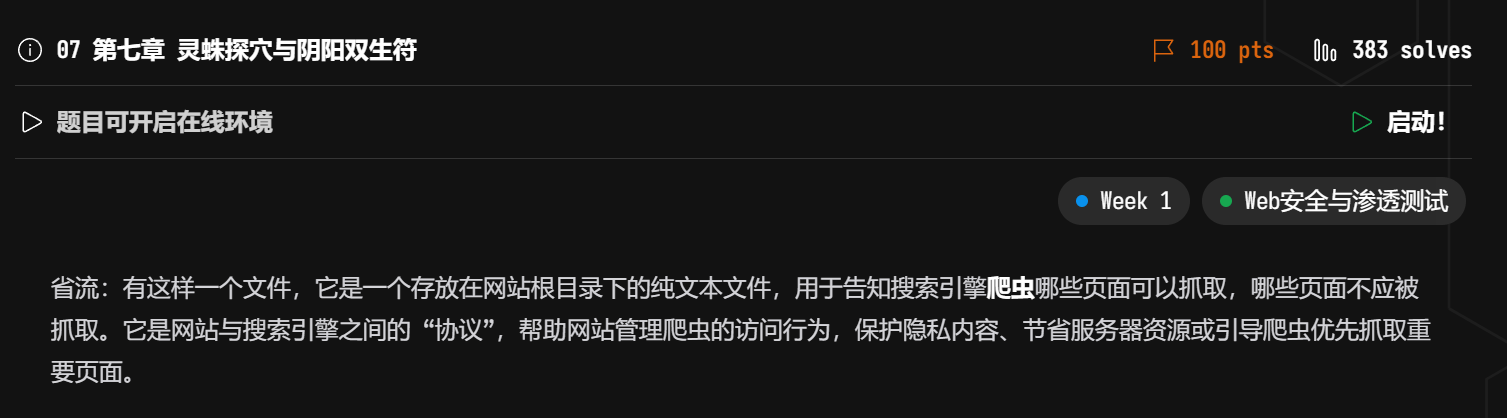 07 第七章 灵蛛探穴与阴阳双生符
100 pts
383 solves
题目可开启在线环境
启动!
Week 1
Web安全与渗透测试
省流：有这样一个文件，它是一个存放在网站根目录下的纯文本文件，用于告知搜索引擎爬虫哪些页面可以抓取，哪些页面不应被
抓取。它是网站与搜索引擎之间的“协议”，帮助网站管理爬虫的访问行为，保护隐私内容、节省服务器资源或引导爬虫优先抓取重
要页面。